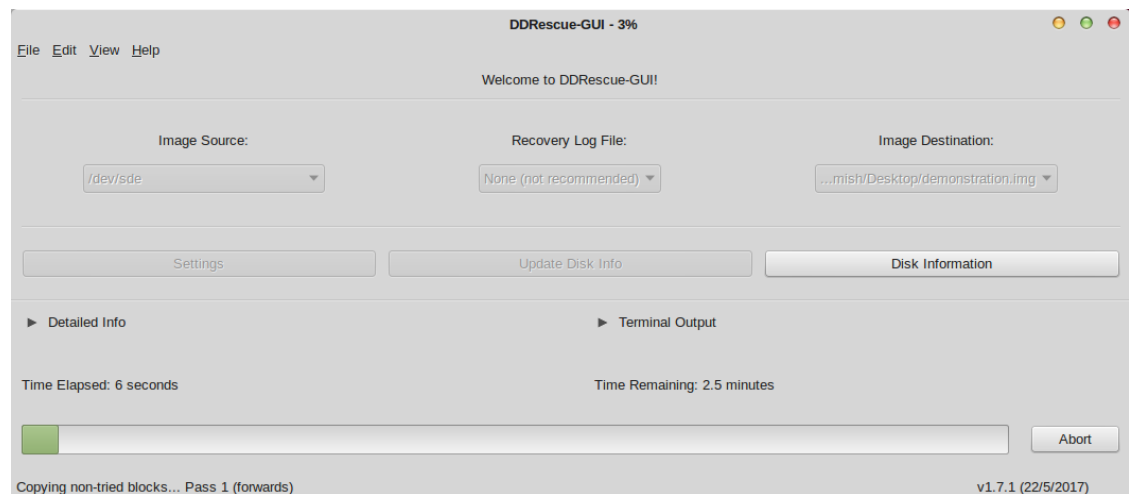 DDRescue-GUI - 3%
File Edit View Help
Welcome to DDRescue-GUI!
Image Source: Recovery Log File: Image Destination:
/dev/sde None (not recommended) ...mish/Desktop/demonstration.img
Settings Update Disk Info Disk Information
Detailed Info Terminal Output
Time Elapsed: 6 seconds Time Remaining: 2.5 minutes
Abort
Copying non-tried blocks... Pass 1 (forwards) v1.7.1 (22/5/2017)